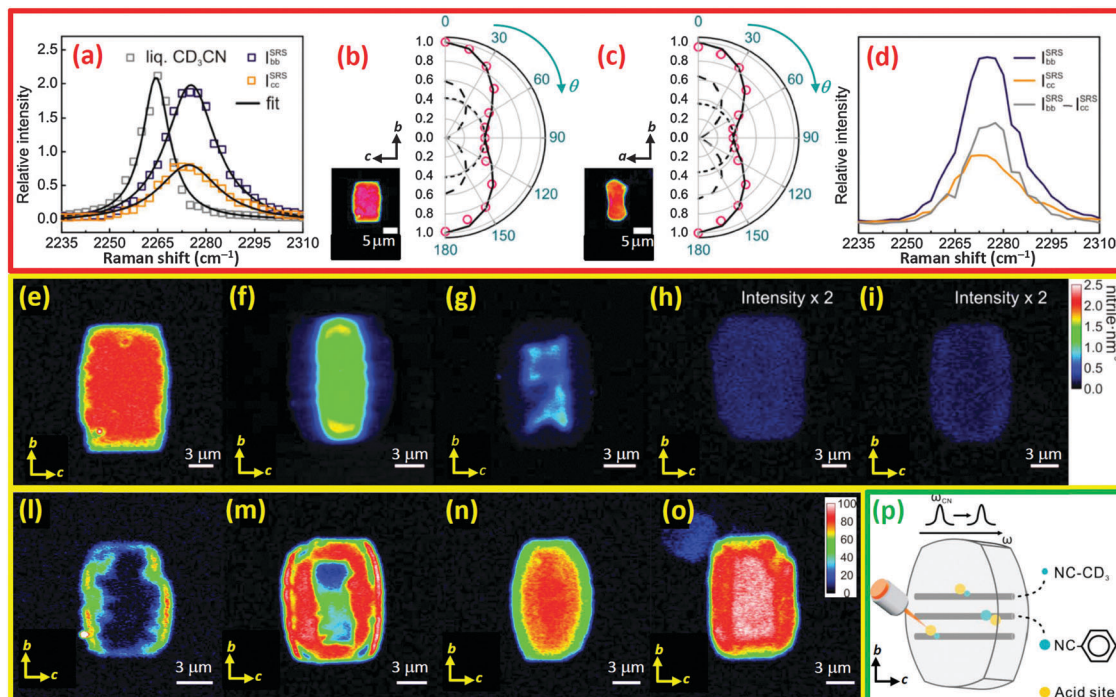 (a)
liq. CD₃CN
I_bb^SRS
I_cc^SRS
fit
2.5
2.0
1.5
1.0
0.5
0.0
Relative intensity
2235 2250 2265 2280 2295 2310
Raman shift (cm⁻¹)
(b)
0
30
60
θ
90
120
150
180
1.0
0.8
0.6
0.4
0.2
0.0
0.2
0.4
0.6
0.8
1.0
b
c
5 μm
(c)
0
30
60
θ
90
120
150
180
1.0
0.8
0.6
0.4
0.2
0.0
0.2
0.4
0.6
0.8
1.0
b
a
5 μm
(d)
I_bb^SRS
I_cc^SRS
I_bb^SRS – I_cc^SRS
Relative intensity
2235 2250 2265 2280 2295 2310
Raman shift (cm⁻¹)
(e)
b
c
3 μm
(f)
b
c
3 μm
(g)
b
c
3 μm
(h)
Intensity x 2
b
c
3 μm
(i)
Intensity x 2
b
c
3 μm
2.5
2.0
1.5
1.0
0.5
0.0
(l)
b
c
3 μm
(m)
b
c
3 μm
(n)
b
c
3 μm
(o)
b
c
3 μm
100
80
60
40
20
0
(p)
ω_CN
ω
NC-CD₃
NC-
Acid site
b
c